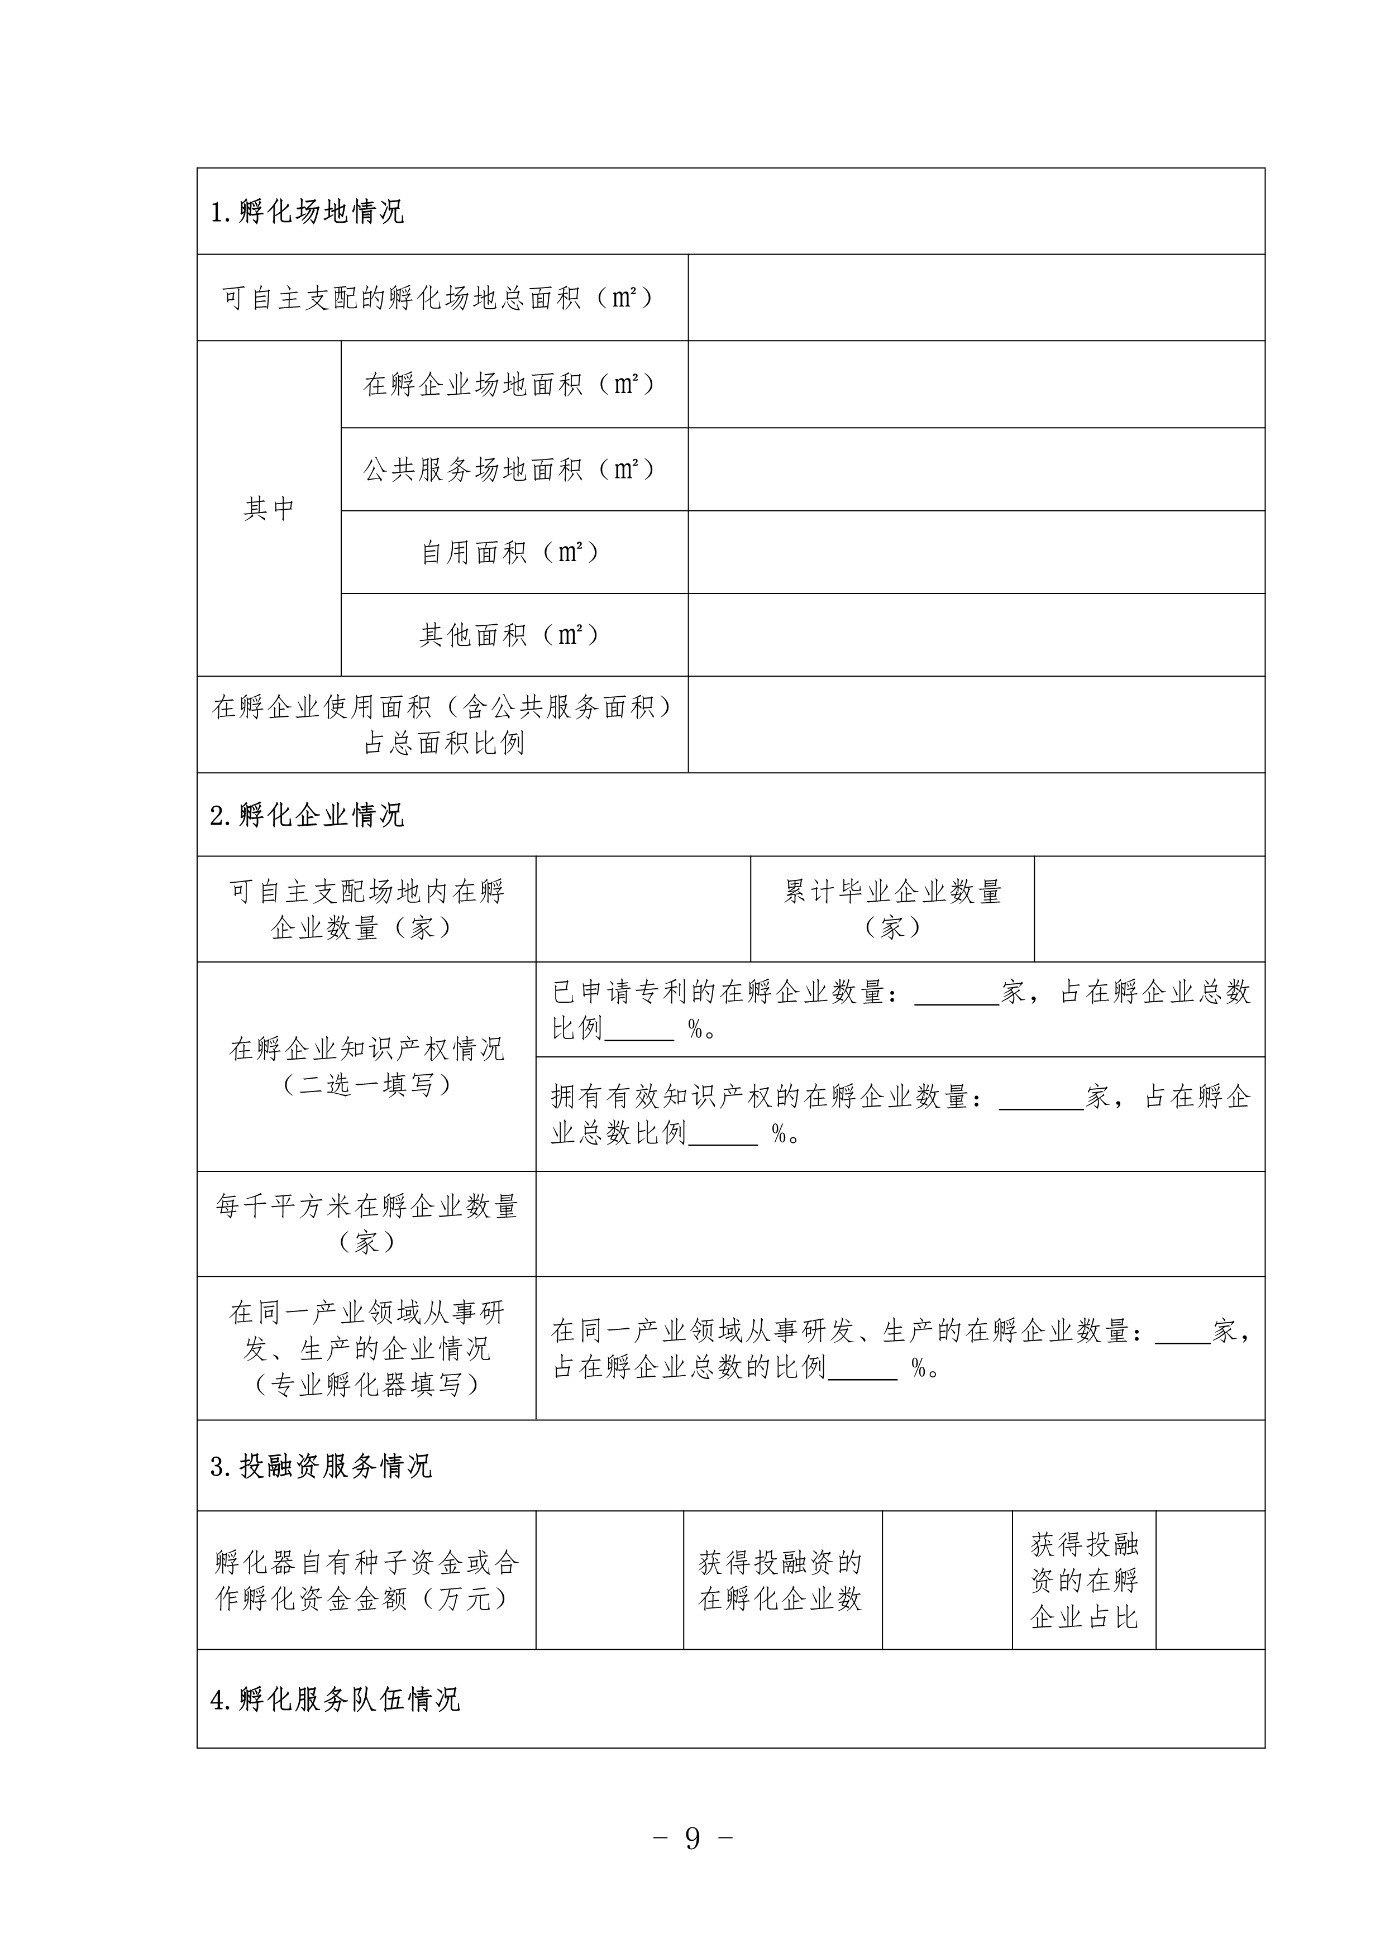 1.孵化场地情况
可自主支配的孵化场地总面积（㎡）
其中
在孵企业场地面积（㎡）
公共服务场地面积（㎡）
自用面积（㎡）
其他面积（㎡）
在孵企业使用面积（含公共服务面积）
占总面积比例
2.孵化企业情况
可自主支配场地内在孵
企业数量（家）
累计毕业企业数量
（家）
在孵企业知识产权情况
（二选一填写）
已申请专利的在孵企业数量：______家，占在孵企业总数
比例_____ %。
拥有有效知识产权的在孵企业数量：______家，占在孵企
业总数比例_____ %。
每千平方米在孵企业数量
（家）
在同一产业领域从事研
发、生产的企业情况
（专业孵化器填写）
在同一产业领域从事研发、生产的在孵企业数量：____家，
占在孵企业总数的比例_____ %。
3.投融资服务情况
孵化器自有种子资金或合
作孵化资金金额（万元）
获得投融资的
在孵化企业数
获得投融
资的在孵
企业占比
4.孵化服务队伍情况
- 9 -